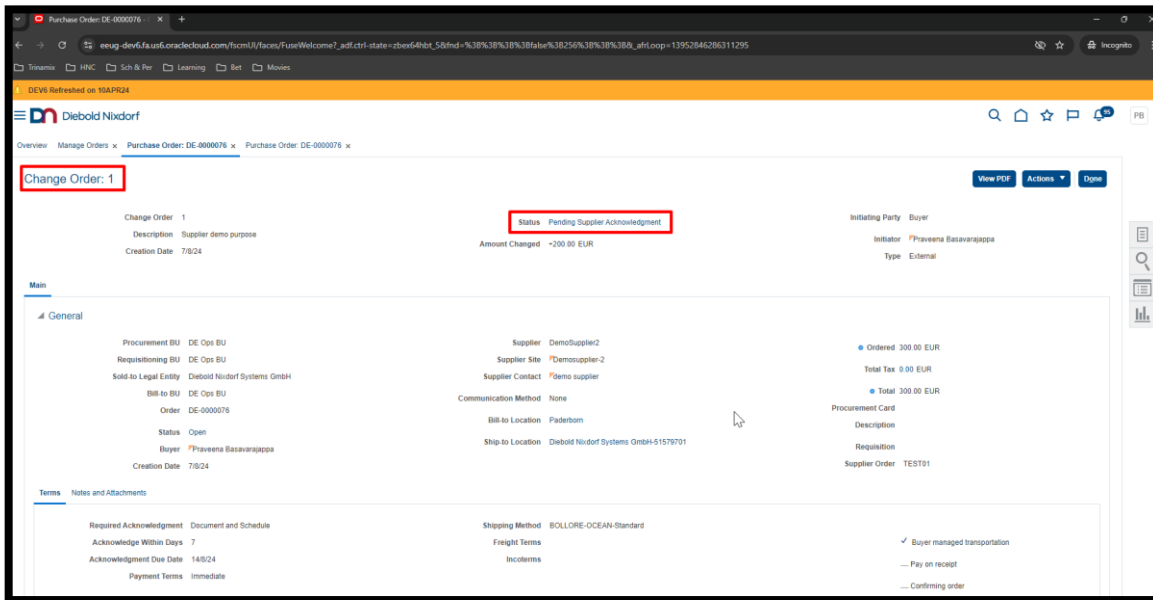 Purchase Order: DE-0000076 -
eeug-dev6.fa.us6.oraclecloud.com/fscmUI/faces/FuseWelcome?_adf.ctrl-state=zbex64hbt_5&fnd=%3B%3B%3B%3Bfalse%3B256%3B%3B%3B&_afrLoop=13952846286311295
Incognito
Trinamix HNC Sch & Per Learning Bet Movies
DEV6 Refreshed on 10APR24
DN Diebold Nixdorf
95
PB
Overview Manage Orders x Purchase Order: DE-0000076 x Purchase Order: DE-0000076 x
Change Order: 1
View PDF Actions Done
Change Order 1
Description Supplier demo purpose
Creation Date 7/8/24
Status Pending Supplier Acknowledgment
Amount Changed +200.00 EUR
Initiating Party Buyer
Initiator Praveena Basavarajappa
Type External
Main
General
Procurement BU DE Ops BU
Requisitioning BU DE Ops BU
Sold-to Legal Entity Diebold Nixdorf Systems GmbH
Bill-to BU DE Ops BU
Order DE-0000076
Status Open
Buyer Praveena Basavarajappa
Creation Date 7/8/24
Supplier DemoSupplier2
Supplier Site Demosupplier-2
Supplier Contact demo supplier
Communication Method None
Bill-to Location Paderborn
Ship-to Location Diebold Nixdorf Systems GmbH-51579701
Ordered 300.00 EUR
Total Tax 0.00 EUR
Total 300.00 EUR
Procurement Card
Description
Requisition
Supplier Order TEST01
Terms Notes and Attachments
Required Acknowledgment Document and Schedule
Acknowledge Within Days 7
Acknowledgment Due Date 14/8/24
Payment Terms Immediate
Shipping Method BOLLORE-OCEAN-Standard
Freight Terms
Incoterms
Buyer managed transportation
Pay on receipt
Confirming order